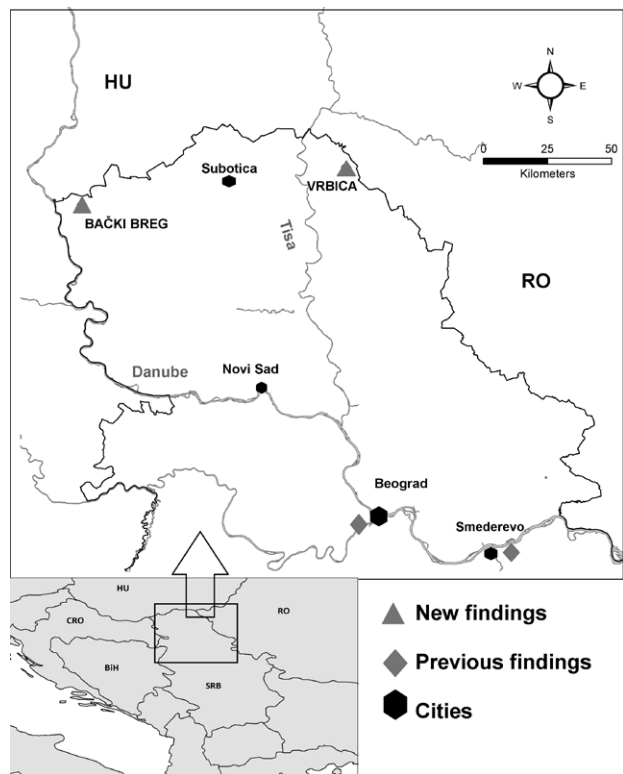 HU
N
W
E
S
0
25
50
Kilometers
Subotica
VRBICA
BAČKI BREG
Tisa
RO
Danube
Novi Sad
Beograd
Smederevo
HU
RO
CRO
BiH
SRB
New findings
Previous findings
Cities